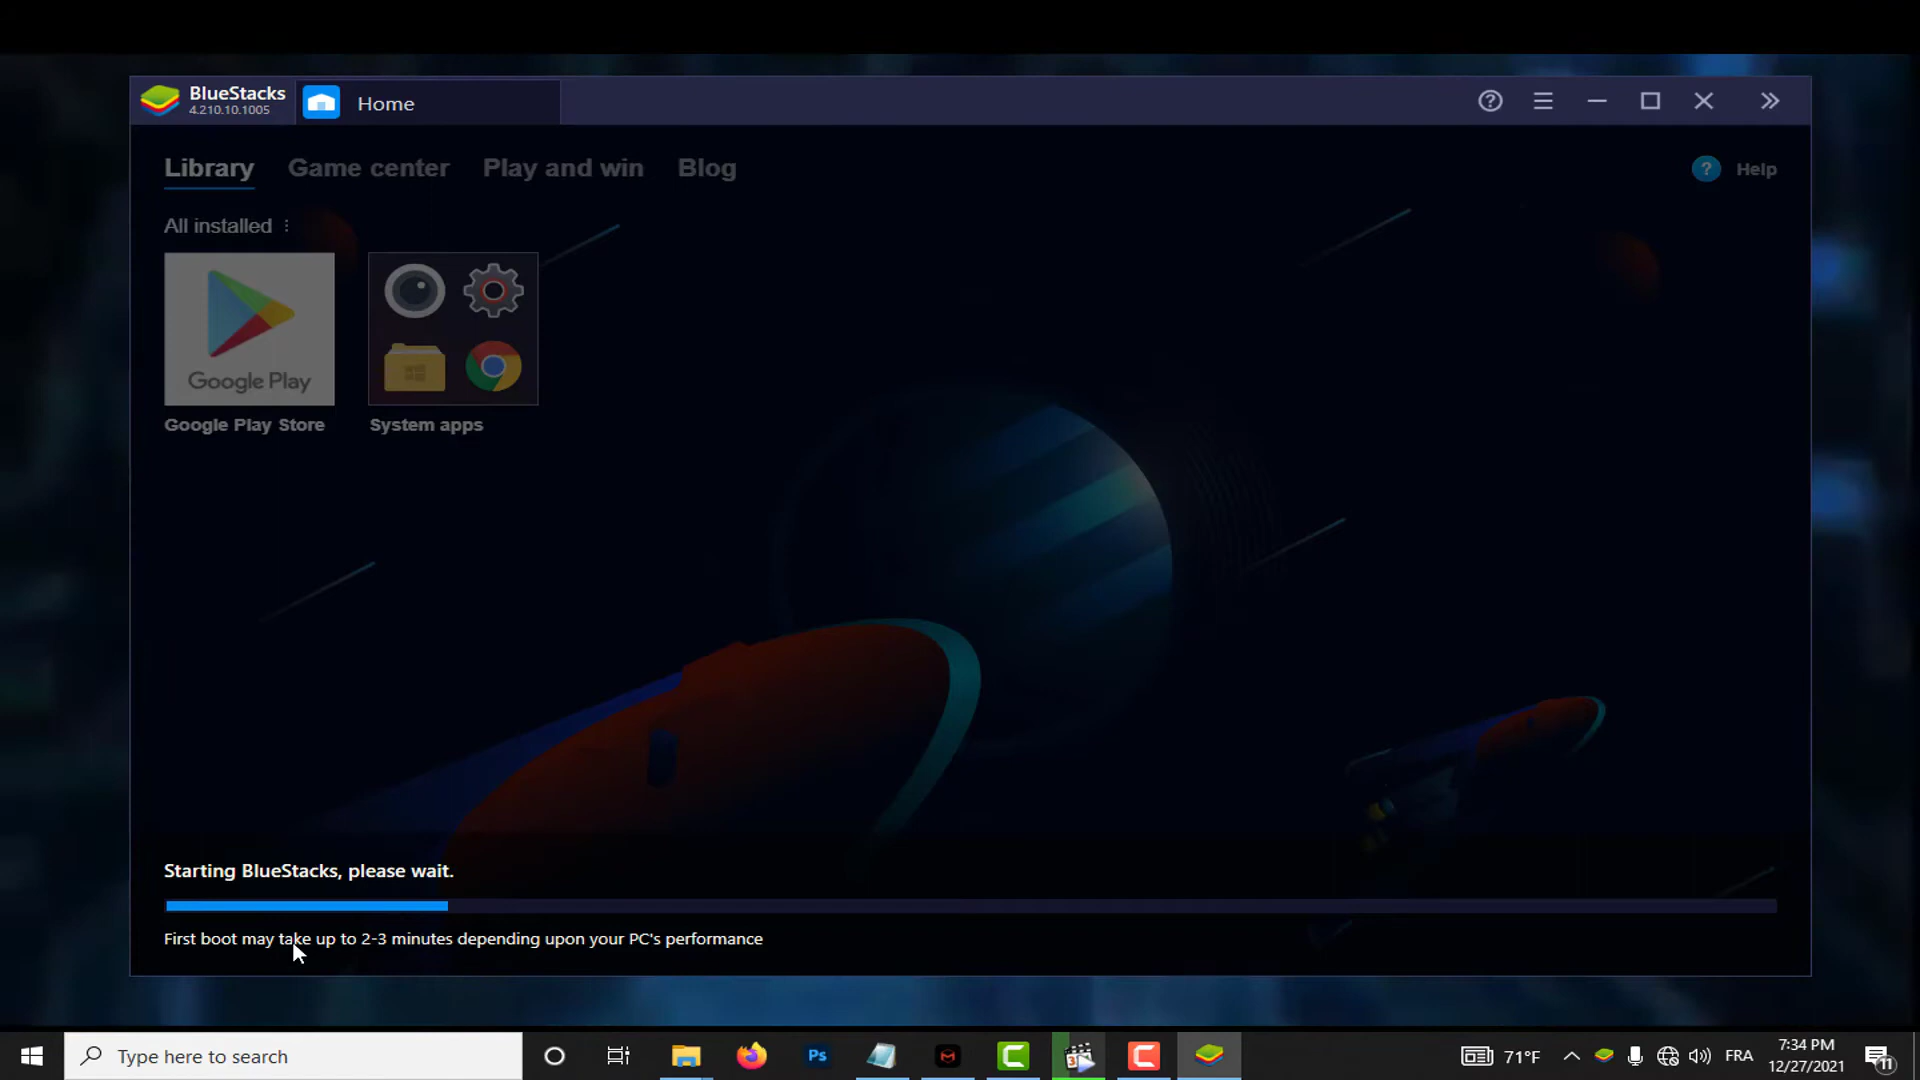 BlueStacks
4.210.10.1005
Home
Library
Game center
Play and win
Blog
? Help
All installed
Google Play
Google Play Store
System apps
Starting BlueStacks, please wait.
First boot may take up to 2-3 minutes depending upon your PC's performance
Type here to search
Ps
71°F
FRA
7:34 PM
12/27/2021
11